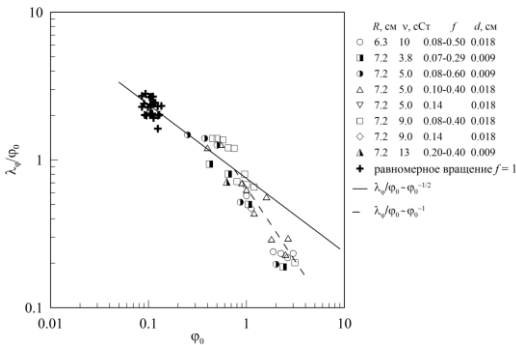 10
1
0.1
λφ/φ0
0.01 0.1 1 10
φ0
R, см ν, сСт f d, см
6.3 10 0.08-0.50 0.018
7.2 3.8 0.07-0.29 0.009
7.2 5.0 0.08-0.60 0.009
7.2 5.0 0.10-0.40 0.018
7.2 5.0 0.14 0.018
7.2 9.0 0.08-0.40 0.018
7.2 9.0 0.14 0.018
7.2 13 0.20-0.40 0.009
равномерное вращение f = 1
λφ/φ0 ~ φ0^-1/2
λφ/φ0 ~ φ0^-1